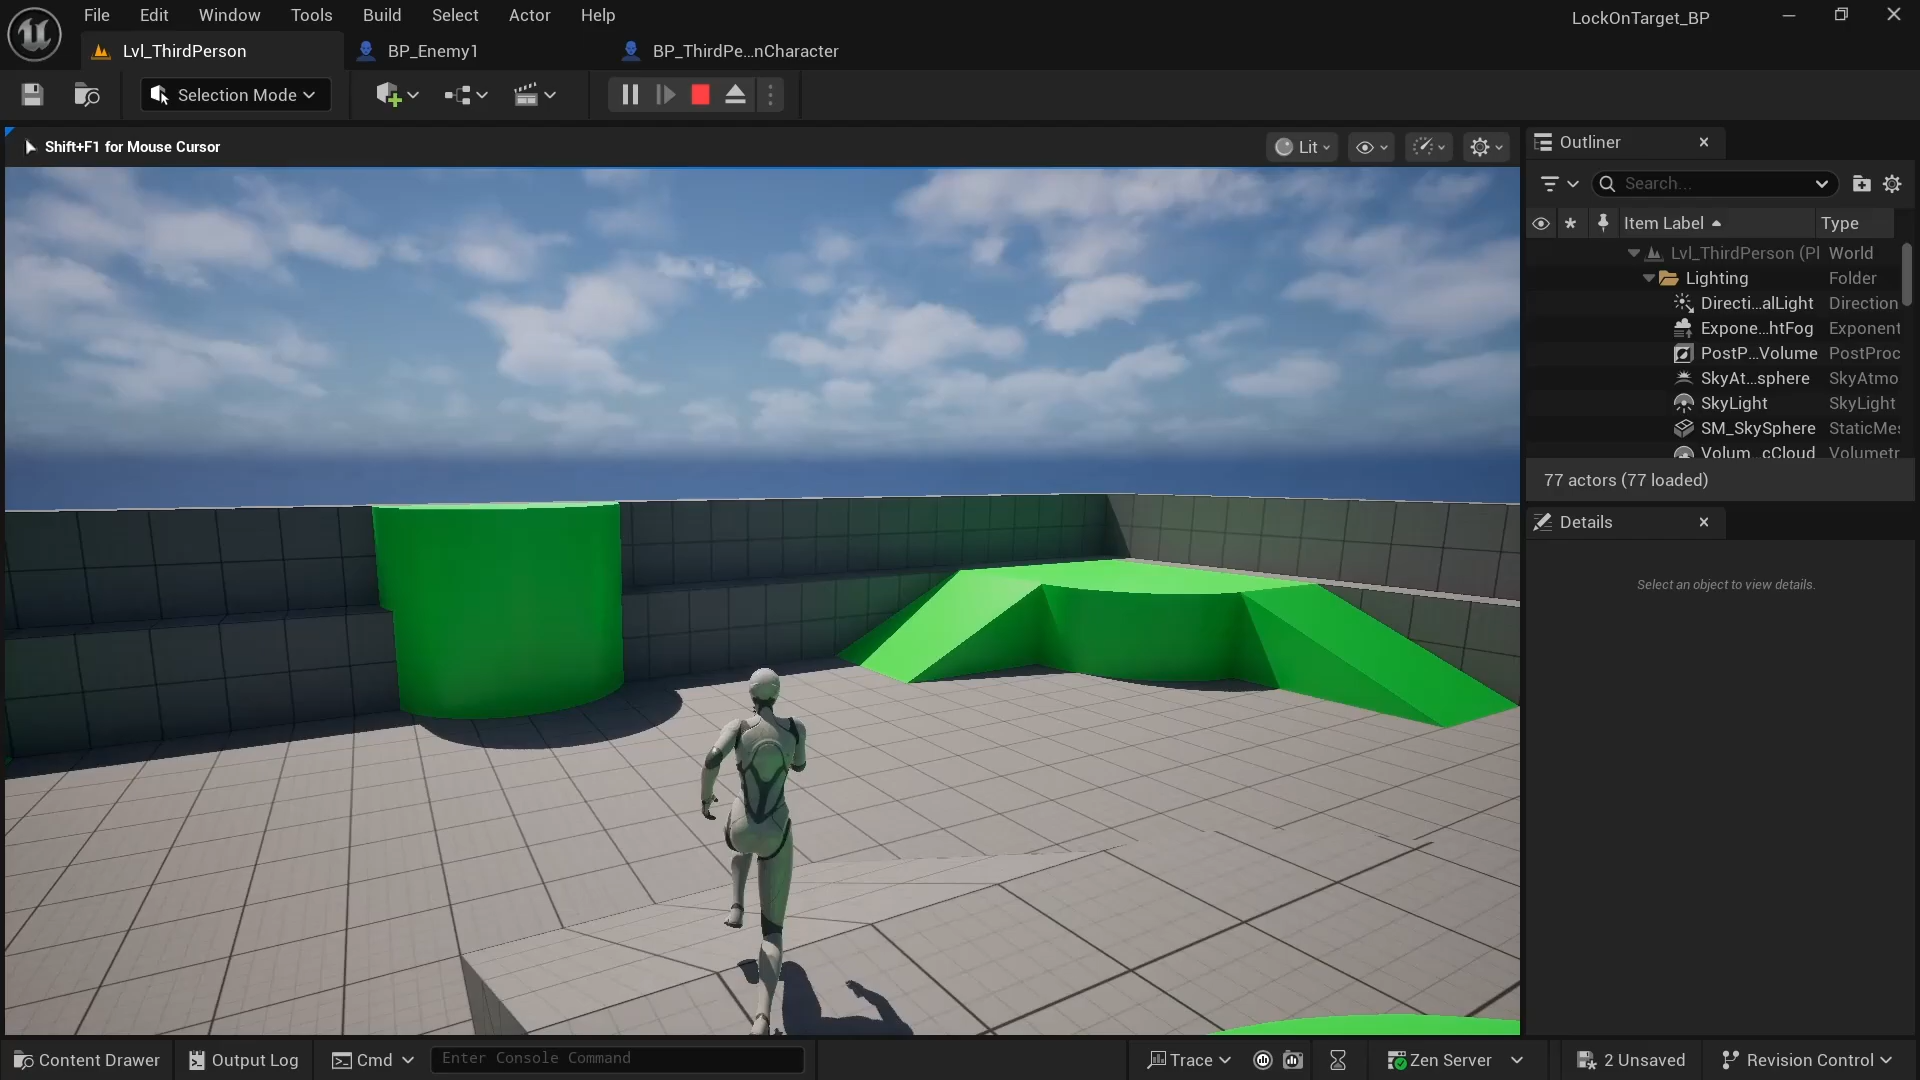 File Edit Window Tools Build Select Actor Help
LockOnTarget_BP
Lvl_ThirdPerson
BP_Enemy1
BP_ThirdPe...nCharacter
Selection Mode
Shift+F1 for Mouse Cursor
Lit
Outliner
Search...
Item Label Type
Lvl_ThirdPerson (Pl World
Lighting Folder
Directi...alLight Direction
Expone...htFog Exponent
PostP...Volume PostProc
SkyAt...sphere SkyAtmo
SkyLight SkyLight
SM_SkySphere StaticMes
Volum...cCloud Volumetr
77 actors (77 loaded)
Details
Select an object to view details.
Content Drawer
Output Log
Cmd
Enter Console Command
Trace
Zen Server
2 Unsaved
Revision Control